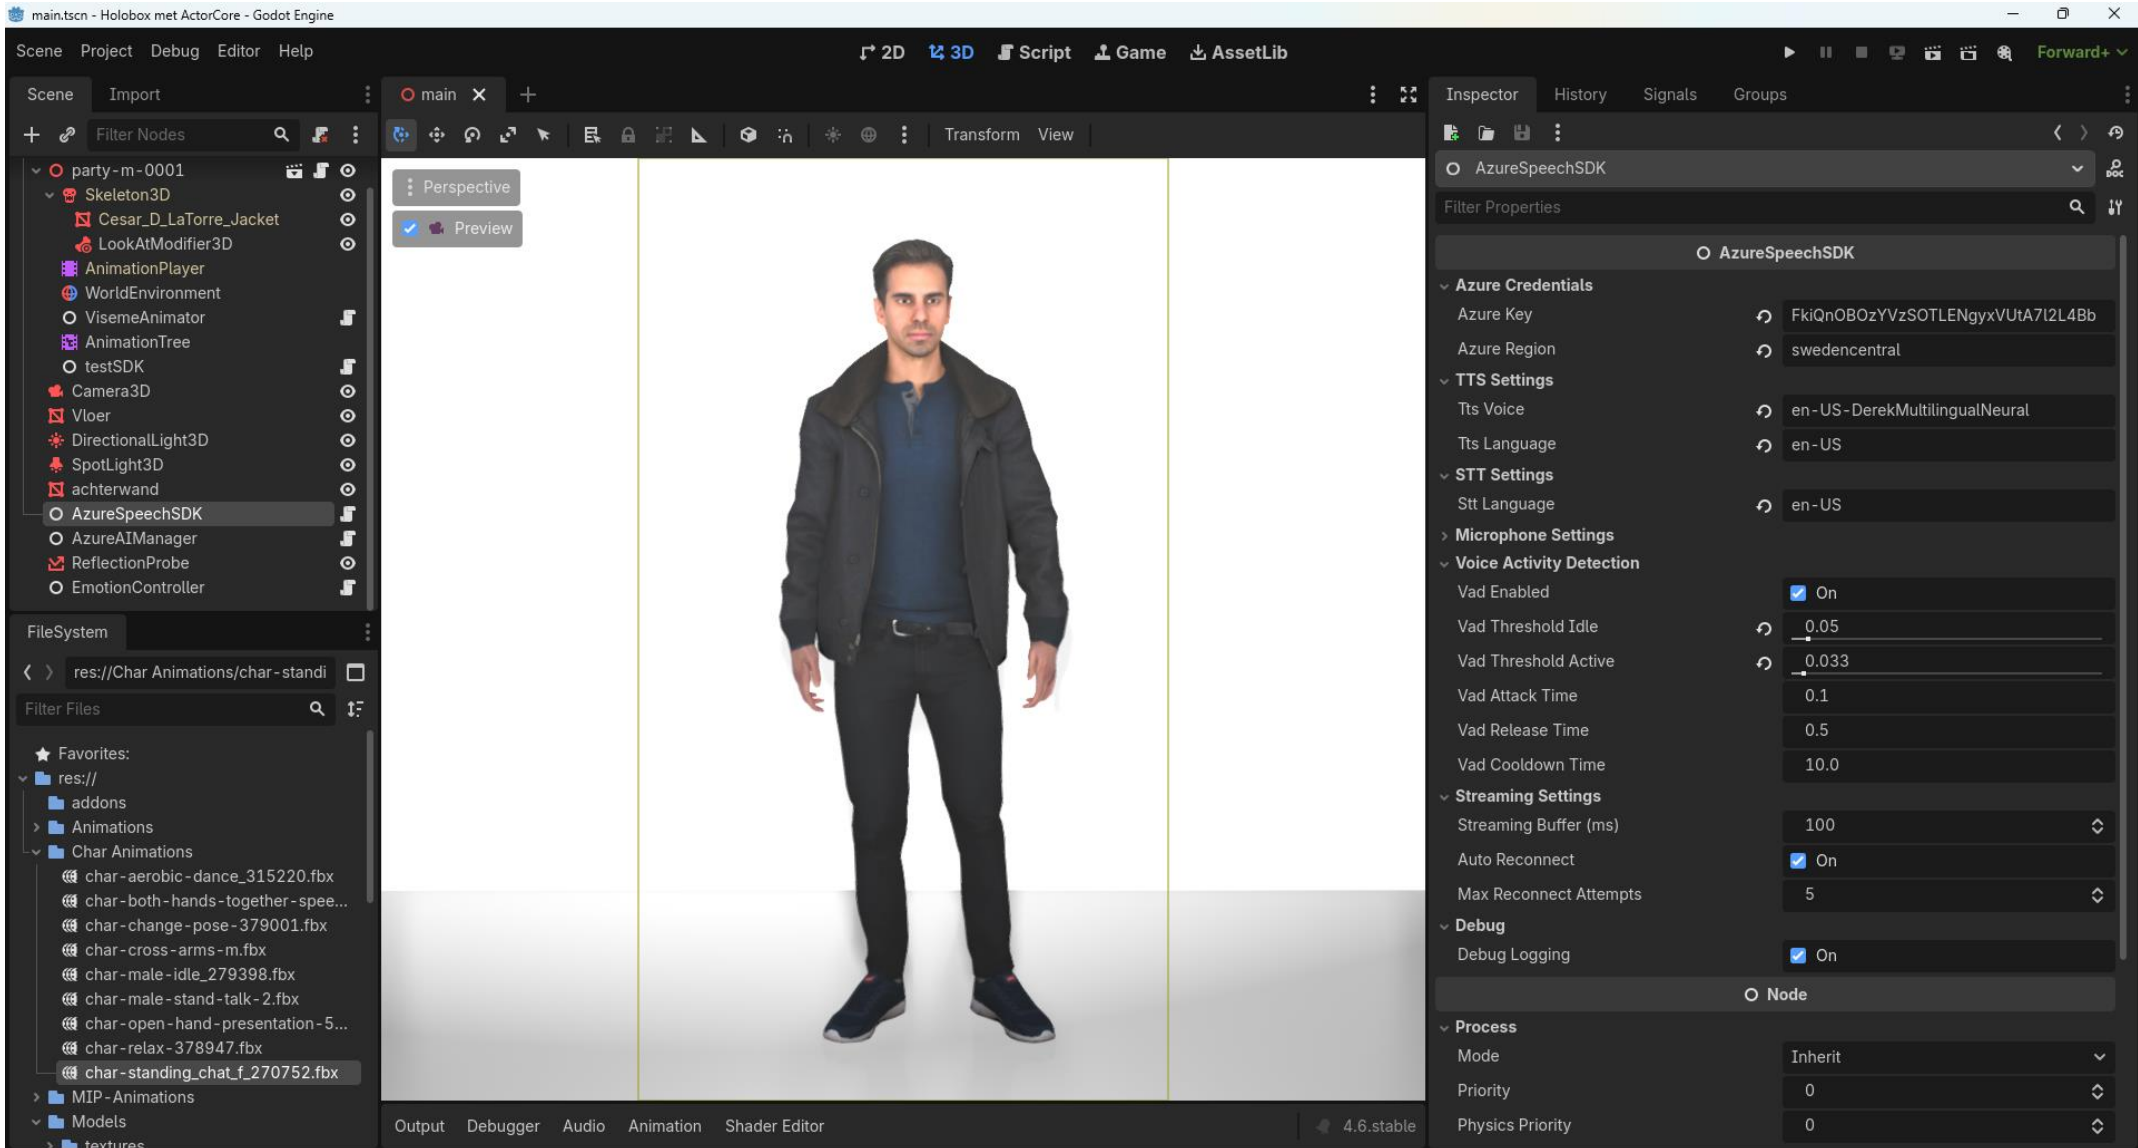 main.tscn - Holobox met ActorCore - Godot Engine
Scene Project Debug Editor Help
2D 3D Script Game AssetLib
Forward+
Scene Import
main
Inspector History Signals Groups
Filter Nodes
Transform View
party-m-0001
Skeleton3D
Cesar_D_LaTorre_Jacket
LookAtModifier3D
AnimationPlayer
WorldEnvironment
VisemeAnimator
AnimationTree
testSDK
Camera3D
Vloer
DirectionalLight3D
SpotLight3D
achterwand
AzureSpeechSDK
AzureAIManager
ReflectionProbe
EmotionController
FileSystem
res://Char Animations/char-standi
Filter Files
Favorites:
res://
addons
Animations
Char Animations
char-aerobic-dance_315220.fbx
char-both-hands-together-spee...
char-change-pose-379001.fbx
char-cross-arms-m.fbx
char-male-idle_279398.fbx
char-male-stand-talk-2.fbx
char-open-hand-presentation-5...
char-relax-378947.fbx
char-standing_chat_f_270752.fbx
MIP-Animations
Models
textures
Perspective
Preview
Output Debugger Audio Animation Shader Editor
4.6.stable
AzureSpeechSDK
DOC
Filter Properties
AzureSpeechSDK
Azure Credentials
Azure Key FkiQnOBOzYVzSOTLENgyxVUtA7l2L4Bb
Azure Region swedencentral
TTS Settings
Tts Voice en-US-DerekMultilingualNeural
Tts Language en-US
STT Settings
Stt Language en-US
Microphone Settings
Voice Activity Detection
Vad Enabled On
Vad Threshold Idle 0.05
Vad Threshold Active 0.033
Vad Attack Time 0.1
Vad Release Time 0.5
Vad Cooldown Time 10.0
Streaming Settings
Streaming Buffer (ms) 100
Auto Reconnect On
Max Reconnect Attempts 5
Debug
Debug Logging On
Node
Process
Mode Inherit
Priority 0
Physics Priority 0